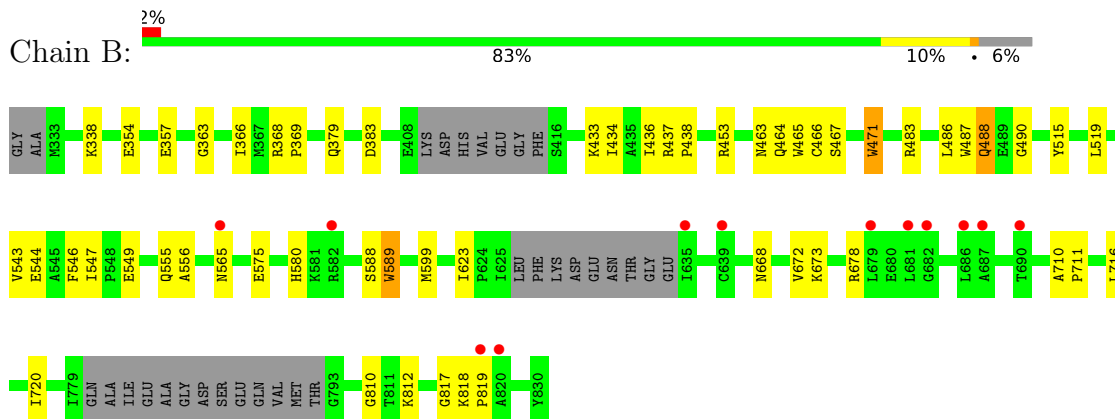 2%
Chain B:
83% 10% • 6%
GLY ALA M333 K338 E354 E357 G363 I366 M367 R368 P369 Q379 D383 E408 LYS ASP HIS VAL GLU GLY PHE S416 K433 I434 A435 I436 R437 P438 R453 N463 Q464 W465 C466 S467 W471 R483 L486 W487 Q488 E489 G490 Y515 L519
V543 E544 A545 F546 I547 P548 E549 Q555 A556 N565 E575 H580 K581 R582 S588 W589 M599 I623 P624 I625 LEU PHE LYS ASP GLU ASN THR GLY GLU I635 C639 N668 V672 K673 R678 L679 E680 L681 G682 L686 A687 T690 A710 P711
I720 I779 GLN ALA ILE GLU ALA GLY ASP SER GLU GLN VAL MET THR G793 G810 T811 K812 G817 K818 P819 A820 Y830